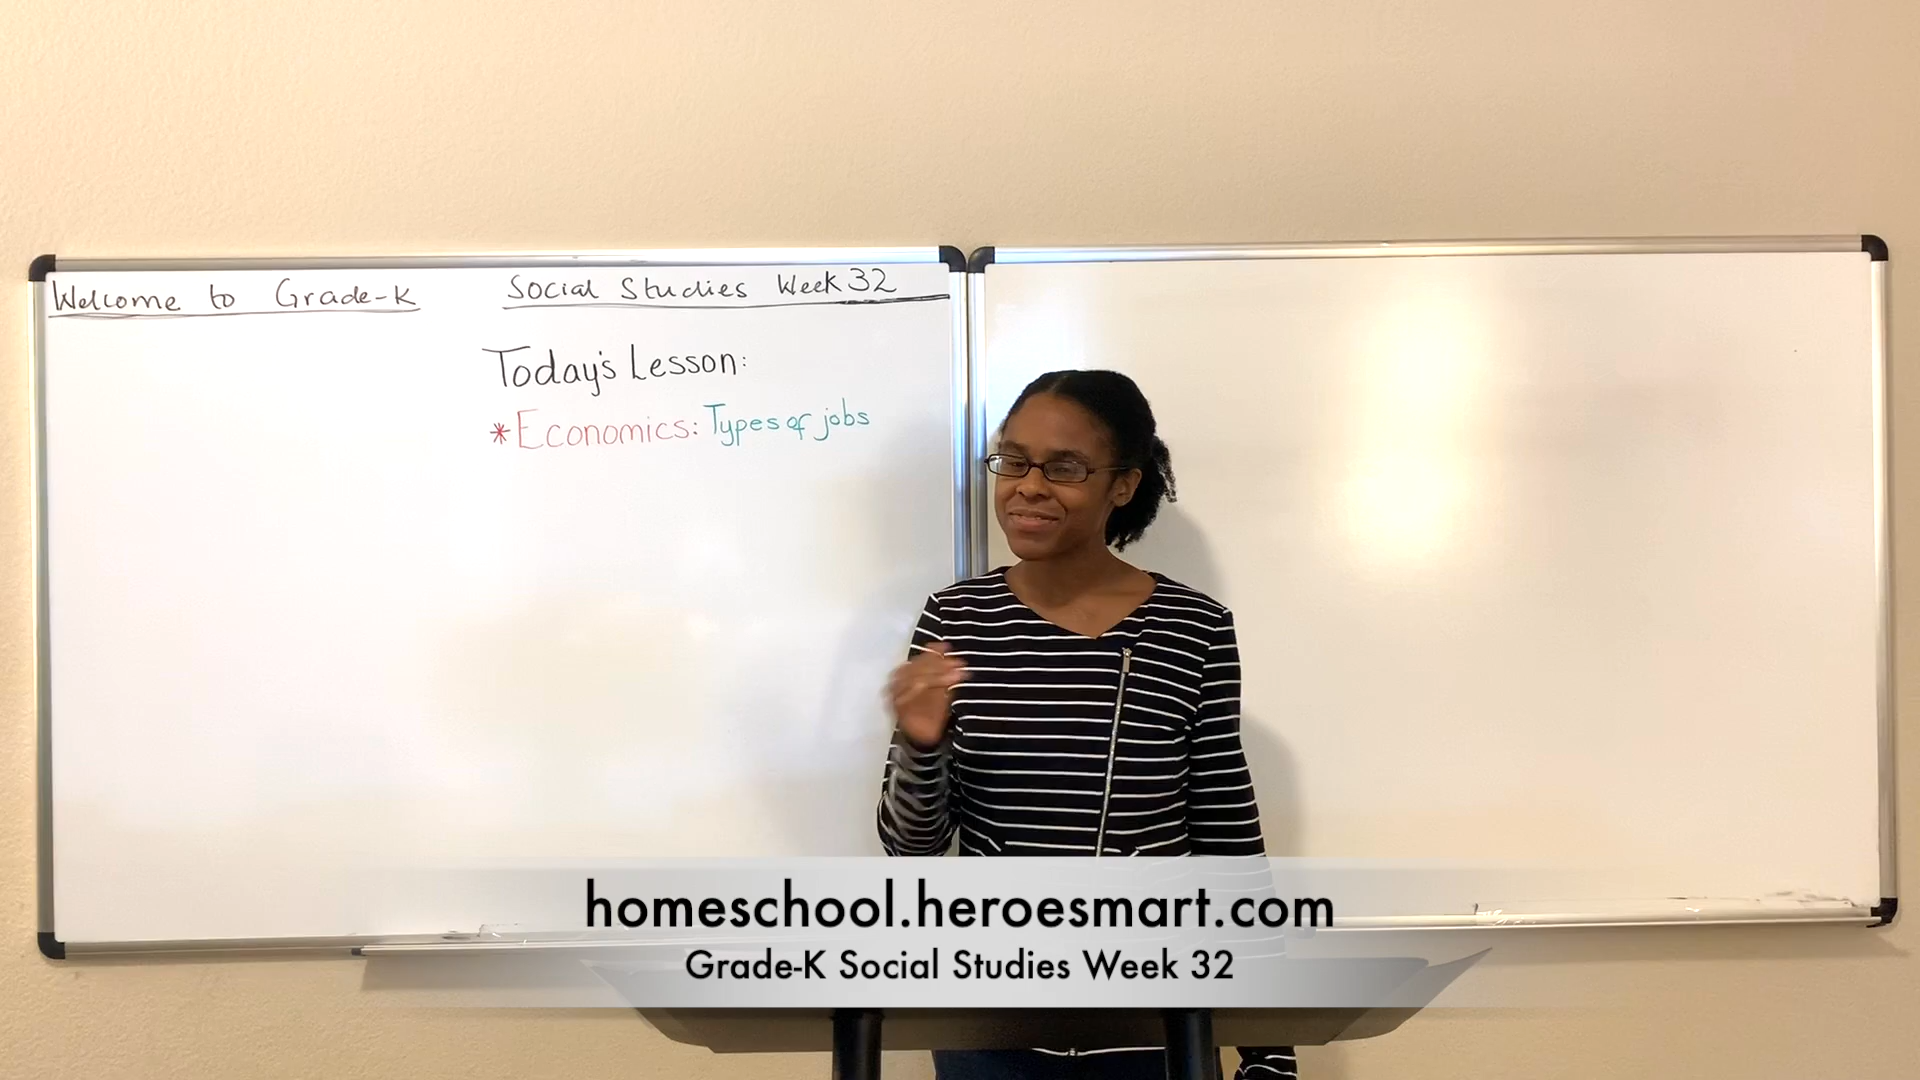 Welcome to Grade-K Social Studies Week 32
Today's Lesson:
*Economics: Types of jobs
homeschool.heroesmart.com
Grade-K Social Studies Week 32